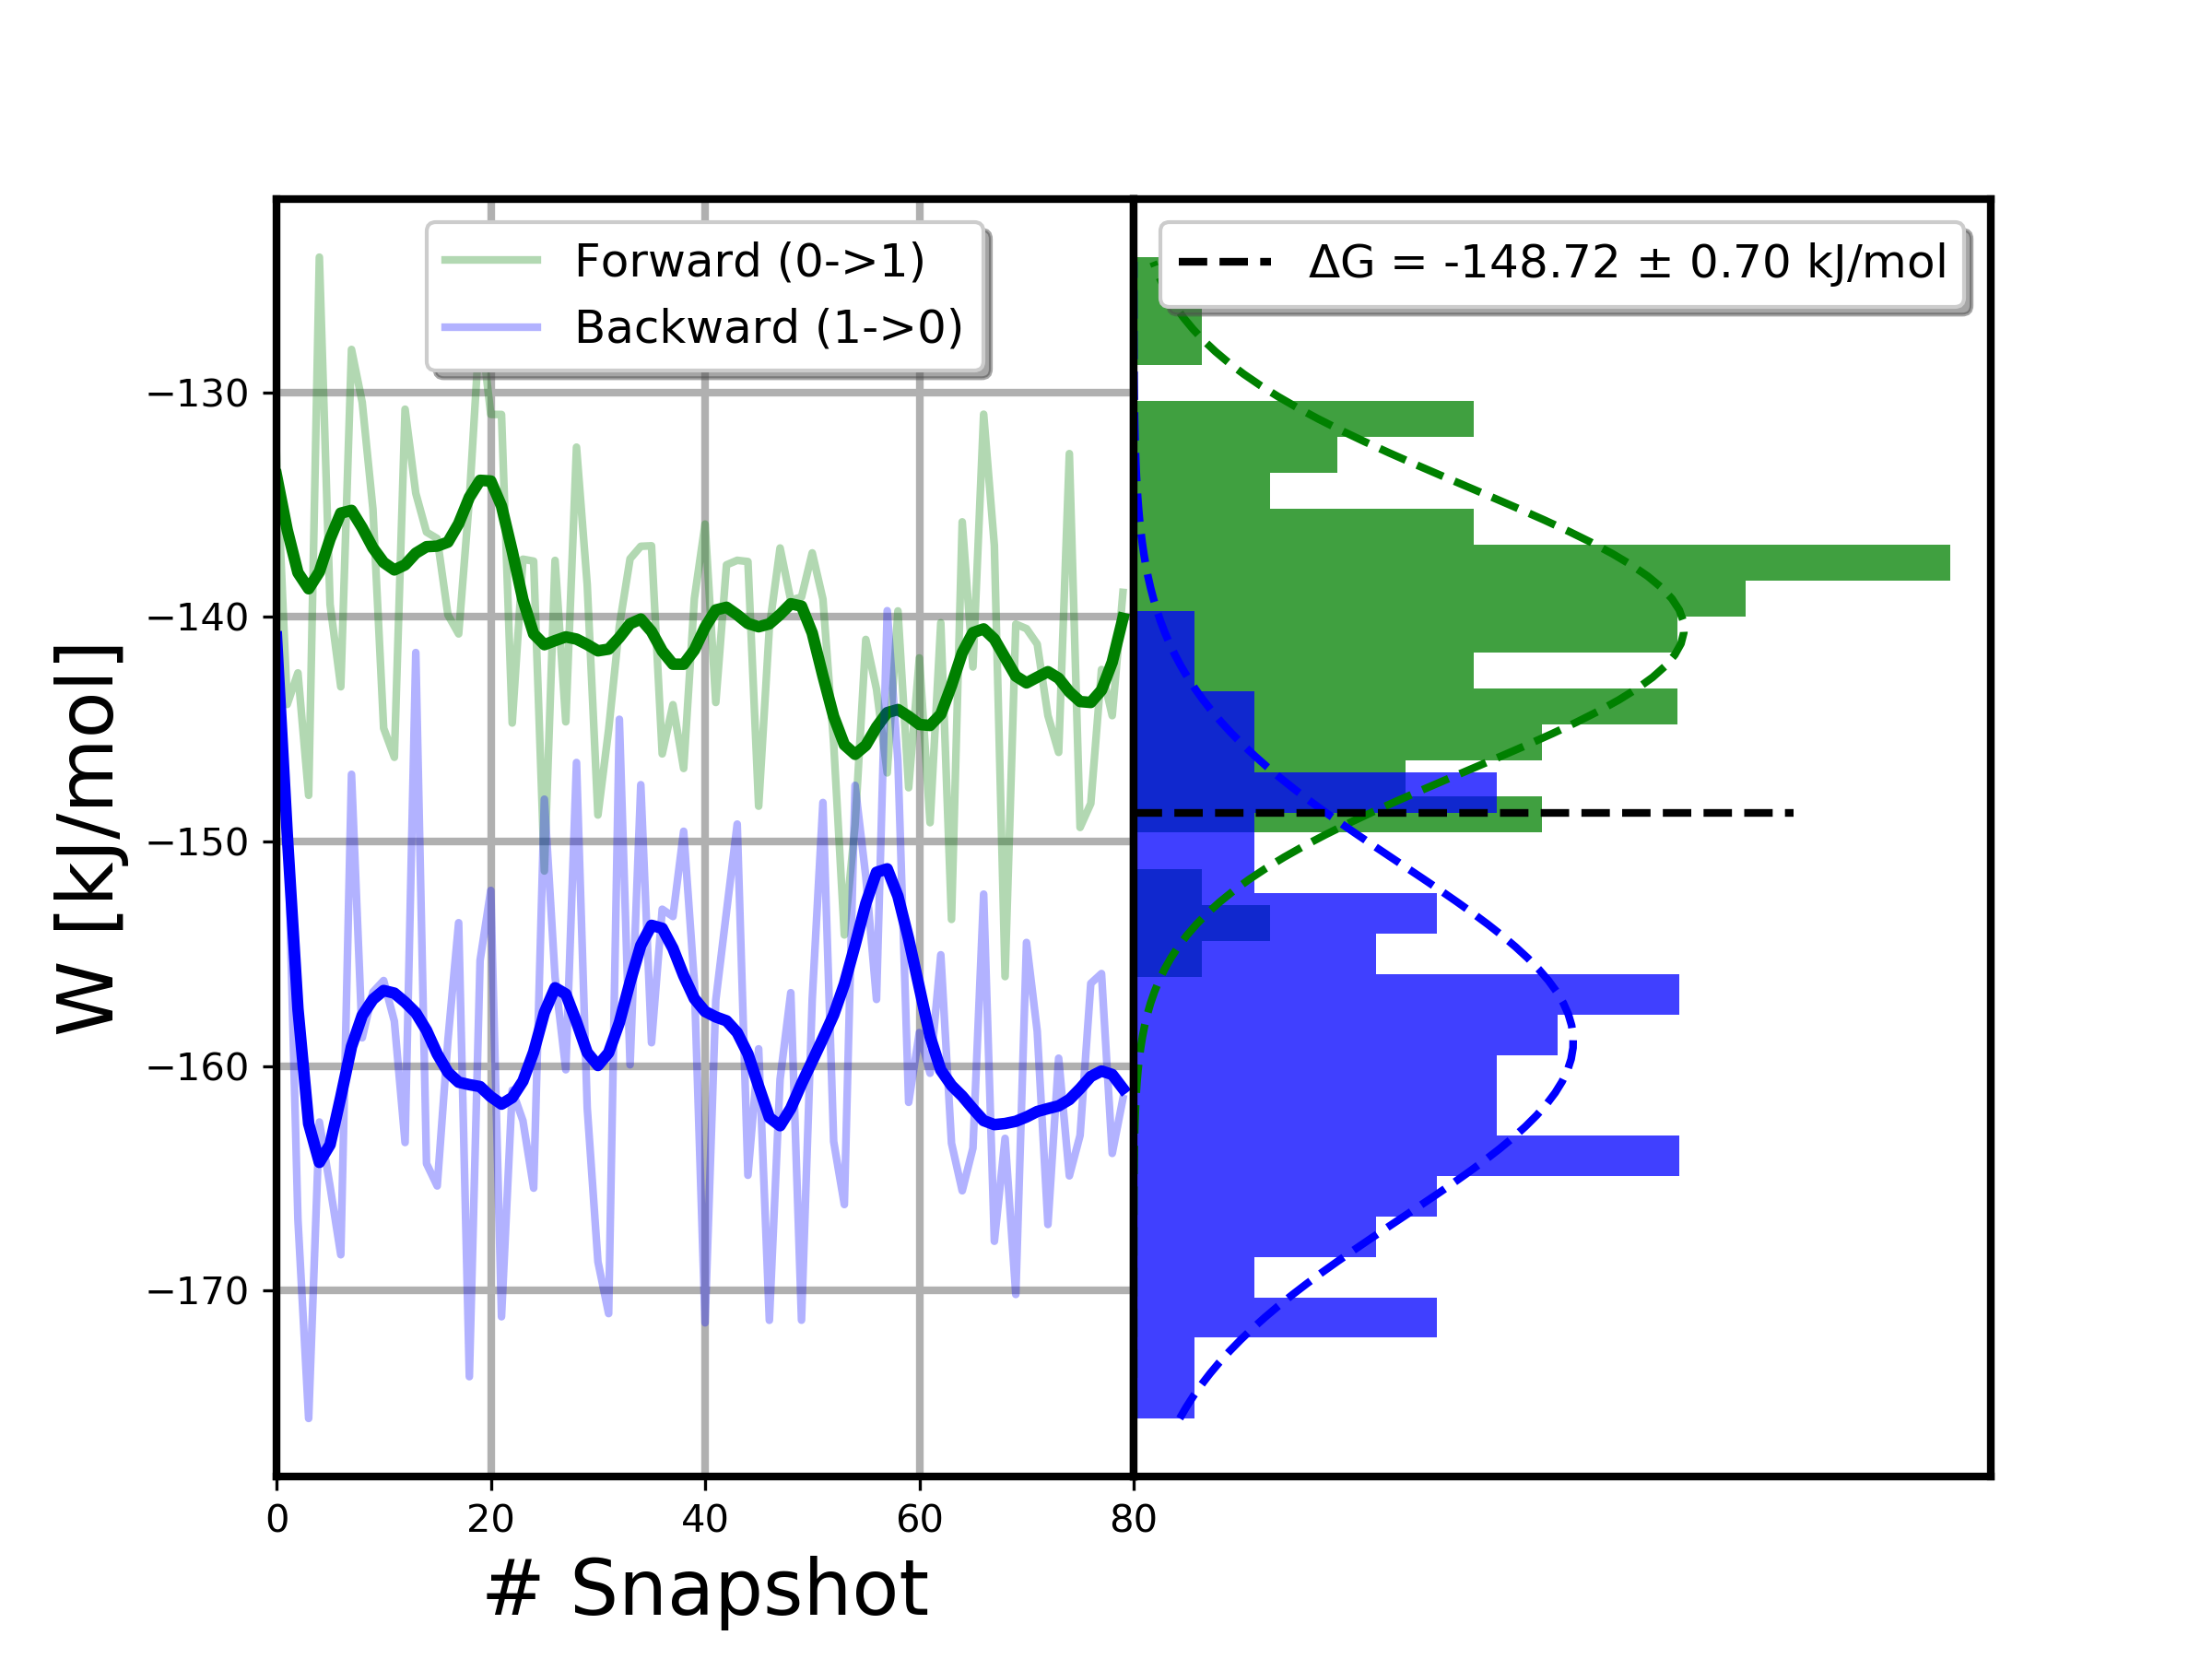 Forward (0->1)
Backward (1->0)
ΔG = -148.72 ± 0.70 kJ/mol
W [kJ/mol]
−130
−140
−150
−160
−170
0 20 40 60 80
# Snapshot